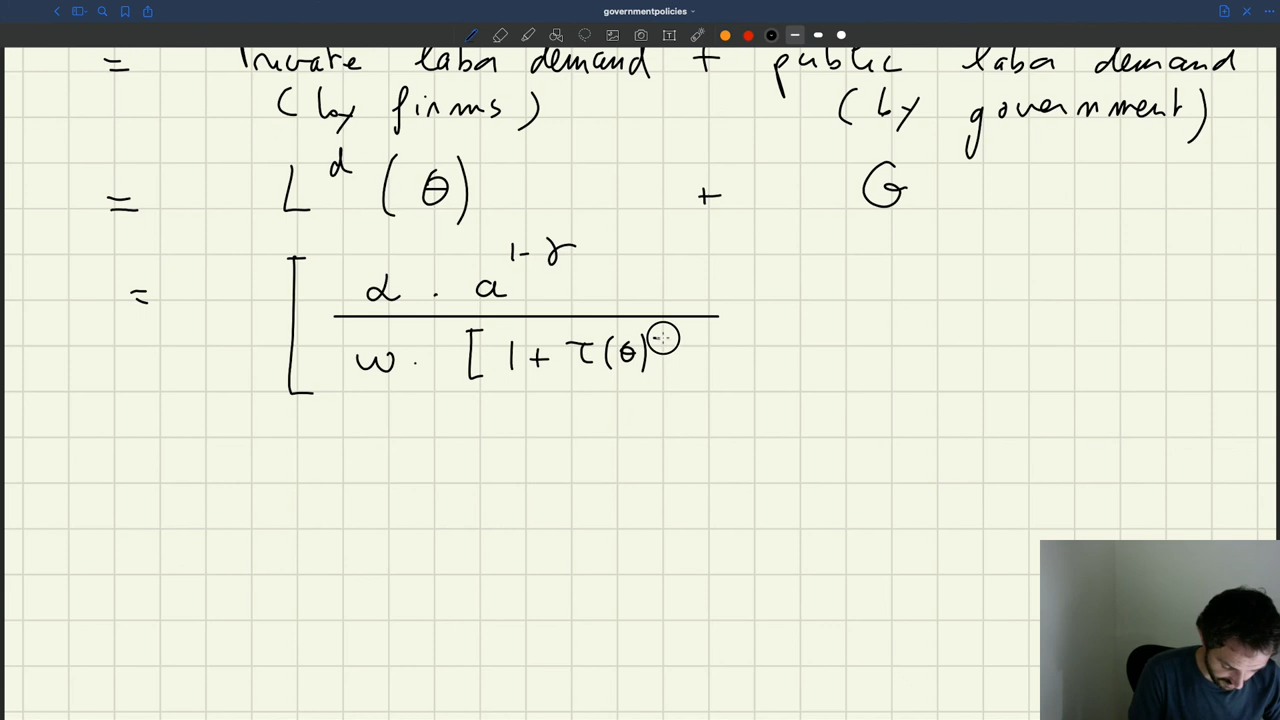 governmentpolicies
= Private labor demand + public labor demand
(by firms) (by government)
= L^d (θ) + G
= [ α · a^{1-γ}
w · [ 1 + τ(θ)